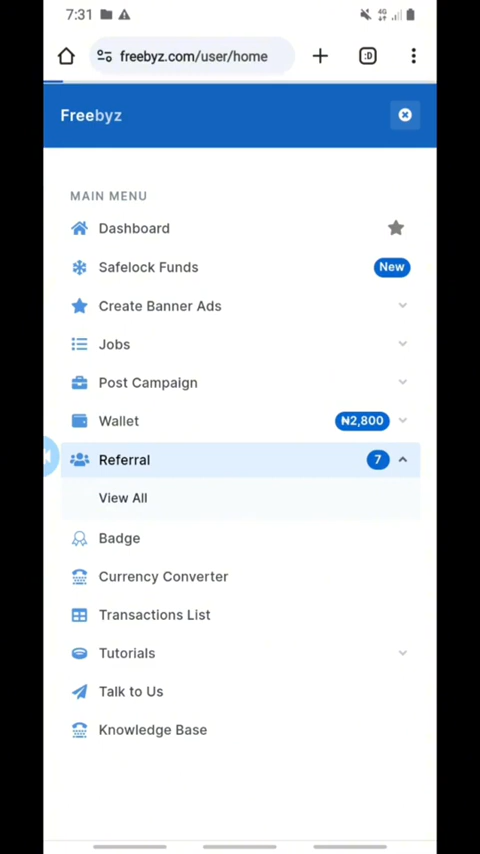 7:31
4G
freebyz.com/user/home
:D
Freebyz
MAIN MENU
Dashboard
Safelock Funds New
Create Banner Ads
Jobs
Post Campaign
Wallet ₦2,800
Referral 7
View All
Badge
Currency Converter
Transactions List
Tutorials
Talk to Us
Knowledge Base